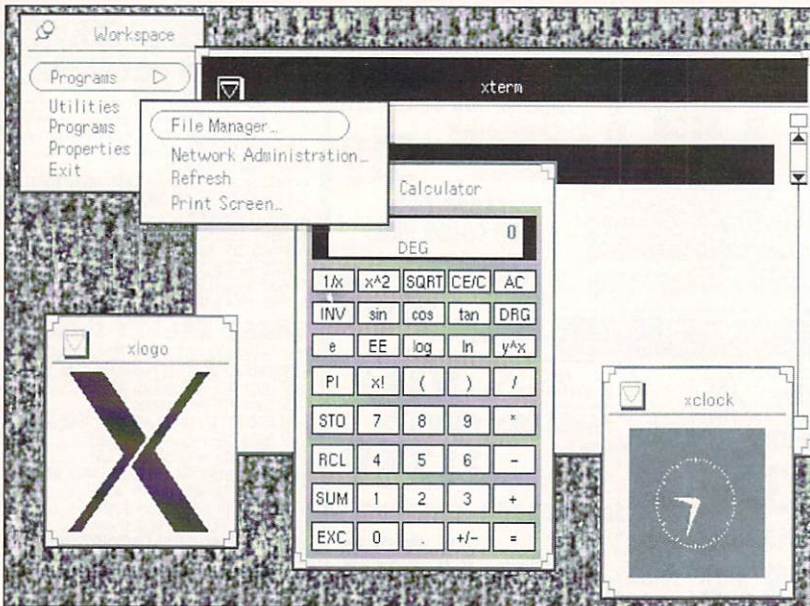 Workspace
Programs
Utilities
Programs
Properties
Exit
File Manager...
Network Administration...
Refresh
Print Screen...
xterm
Calculator
0
DEG
1/x x^2 SQRT CE/C AC
INV sin cos tan DRG
e EE log ln y^x
PI x! ( ) /
STO 7 8 9 *
RCL 4 5 6 -
SUM 1 2 3 +
EXC 0 . +/- =
xlogo
xclock